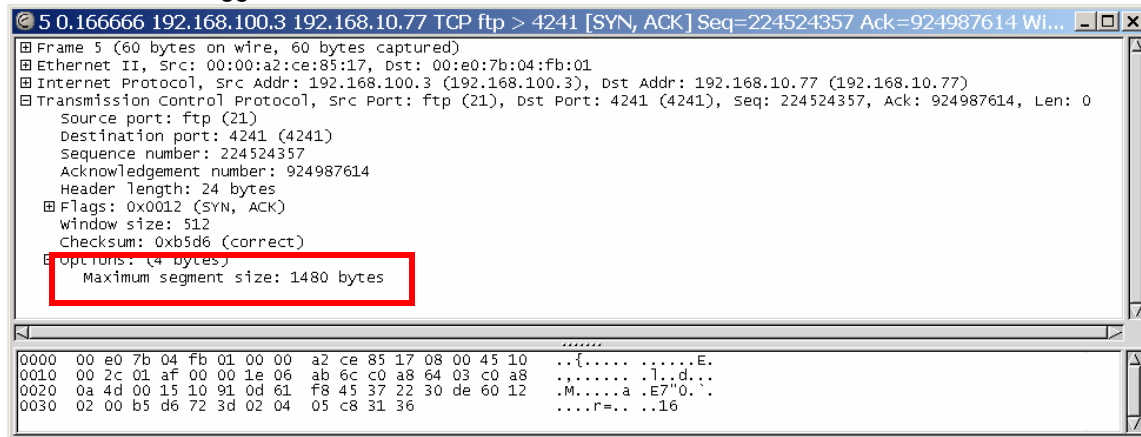 5 0.166666 192.168.100.3 192.168.10.77 TCP ftp > 4241 [SYN, ACK] Seq=224524357 Ack=924987614 Wi...
Frame 5 (60 bytes on wire, 60 bytes captured)
Ethernet II, Src: 00:00:a2:ce:85:17, Dst: 00:e0:7b:04:fb:01
Internet Protocol, Src Addr: 192.168.100.3 (192.168.100.3), Dst Addr: 192.168.10.77 (192.168.10.77)
Transmission Control Protocol, Src Port: ftp (21), Dst Port: 4241 (4241), Seq: 224524357, Ack: 924987614, Len: 0
Source port: ftp (21)
Destination port: 4241 (4241)
Sequence number: 224524357
Acknowledgement number: 924987614
Header length: 24 bytes
Flags: 0x0012 (SYN, ACK)
Window size: 512
Checksum: 0xb5d6 (correct)
Options: (4 bytes)
Maximum segment size: 1480 bytes
0000 00 e0 7b 04 fb 01 00 00 a2 ce 85 17 08 00 45 10 ..{..... ......E.
0010 00 2c 01 af 00 00 1e 06 ab 6c c0 a8 64 03 c0 a8 .,...... .l..d...
0020 0a 4d 00 15 10 91 0d 61 f8 45 37 22 30 de 60 12 .M.....a .E7"0.`.
0030 02 00 b5 d6 72 3d 02 04 05 c8 31 36 ....r=.. ..16